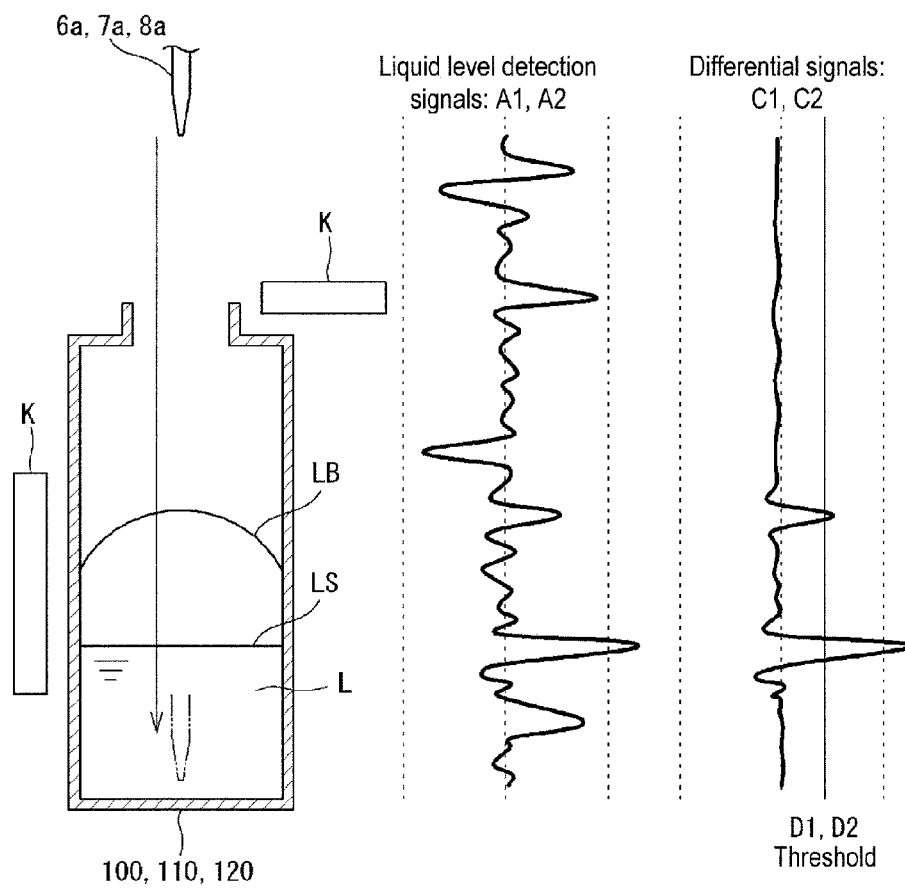 6a, 7a, 8a
Liquid level detection
signals: A1, A2
Differential signals:
C1, C2
K
K
LB
LS
L
D1, D2
Threshold
100, 110, 120